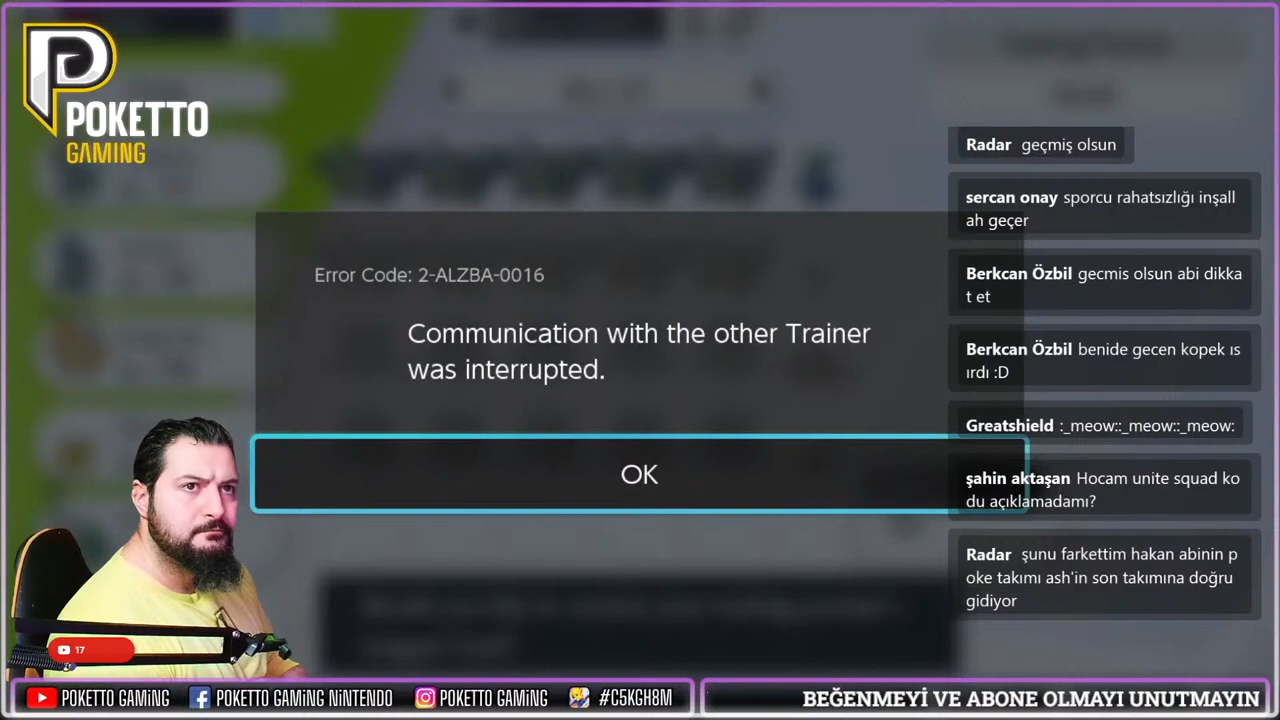 POKETTO
GAMING
Error Code: 2-ALZBA-0016
Communication with the other Trainer
was interrupted.
OK
Radar geçmiş olsun
sercan onay sporcu rahatsızlığı inşall
ah geçer
Berkcan Özbil gecmis olsun abi dikka
t et
Berkcan Özbil benide gecen kopek ıs
ırdı :D
Greatshield :_meow::_meow::_meow:
şahin aktaşan Hocam unite squad ko
du açıklamadamı?
Radar şunu farkettim hakan abinin p
oke takımı ash'in son takımına doğru
gidiyor
17
POKETTO GAMiNG
POKETTO GAMiNG NiNTENDO
POKETTO GAMiNG
#C5KGH8M
BEĞENMEYİ VE ABONE OLMAYI UNUTMAYIN